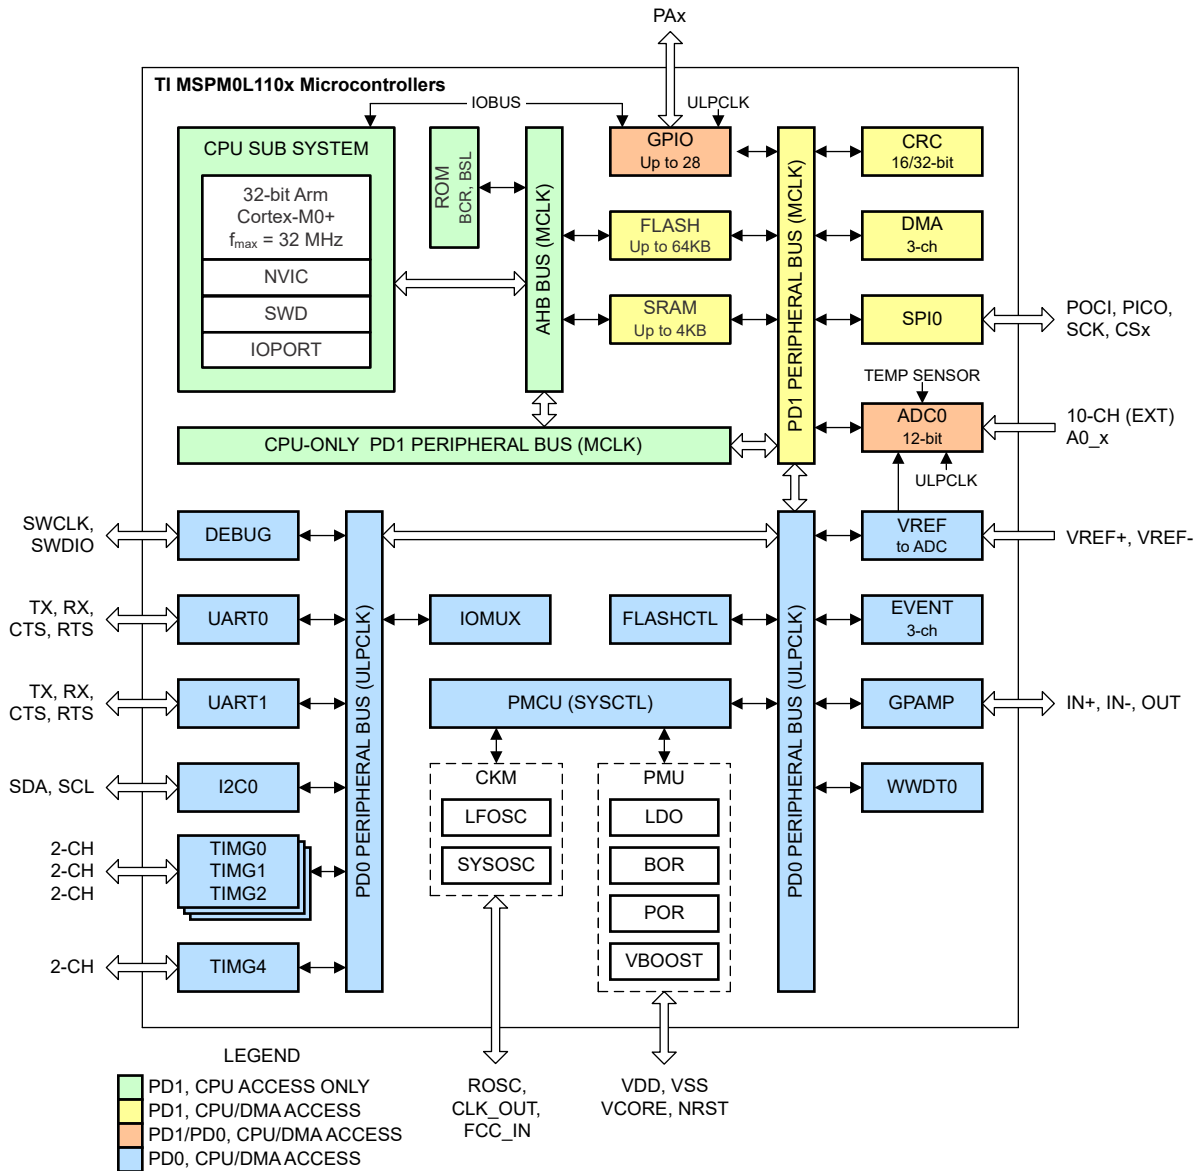 PAx
TI MSPM0L110x Microcontrollers
IOBUS
ULPCLK
CPU SUB SYSTEM
32-bit Arm
Cortex-M0+
fmax = 32 MHz
NVIC
SWD
IOPORT
ROM
BCR, BSL
AHB BUS (MCLK)
GPIO
Up to 28
FLASH
Up to 64KB
SRAM
Up to 4KB
PD1 PERIPHERAL BUS (MCLK)
CRC
16/32-bit
DMA
3-ch
SPI0
POCI, PICO,
SCK, CSx
TEMP SENSOR
ADC0
12-bit
10-CH (EXT)
A0_x
ULPCLK
CPU-ONLY PD1 PERIPHERAL BUS (MCLK)
SWCLK,
SWDIO
DEBUG
TX, RX,
CTS, RTS
UART0
TX, RX,
CTS, RTS
UART1
SDA, SCL
I2C0
2-CH
2-CH
2-CH
TIMG0
TIMG1
TIMG2
2-CH
TIMG4
PD0 PERIPHERAL BUS (ULPCLK)
IOMUX
FLASHCTL
PMCU (SYSCTL)
CKM
LFOSC
SYSOSC
PMU
LDO
BOR
POR
VBOOST
PD0 PERIPHERAL BUS (ULPCLK)
VREF
to ADC
VREF+, VREF-
EVENT
3-ch
GPAMP
IN+, IN-, OUT
WWDT0
ROSC,
CLK_OUT,
FCC_IN
VDD, VSS
VCORE, NRST
LEGEND
PD1, CPU ACCESS ONLY
PD1, CPU/DMA ACCESS
PD1/PD0, CPU/DMA ACCESS
PD0, CPU/DMA ACCESS